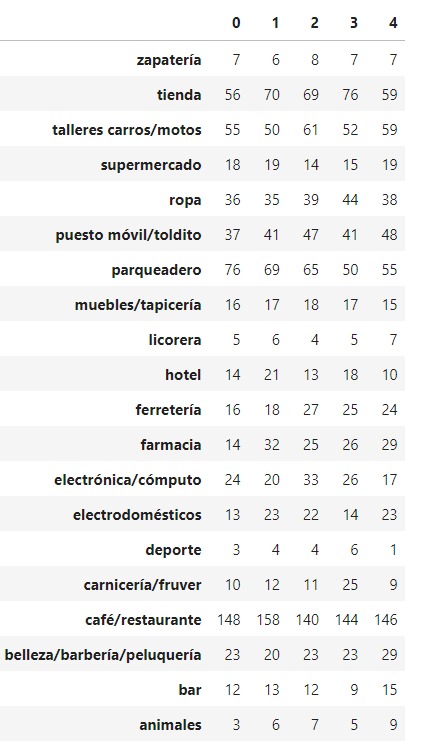 0 1 2 3 4
zapatería 7 6 8 7 7
tienda 56 70 69 76 59
talleres carros/motos 55 50 61 52 59
supermercado 18 19 14 15 19
ropa 36 35 39 44 38
puesto móvil/toldito 37 41 47 41 48
parqueadero 76 69 65 50 55
muebles/tapicería 16 17 18 17 15
licorera 5 6 4 5 7
hotel 14 21 13 18 10
ferretería 16 18 27 25 24
farmacia 14 32 25 26 29
electrónica/cómputo 24 20 33 26 17
electrodomésticos 13 23 22 14 23
deporte 3 4 4 6 1
carnicería/fruver 10 12 11 25 9
café/restaurante 148 158 140 144 146
belleza/barbería/peluquería 23 20 23 23 29
bar 12 13 12 9 15
animales 3 6 7 5 9